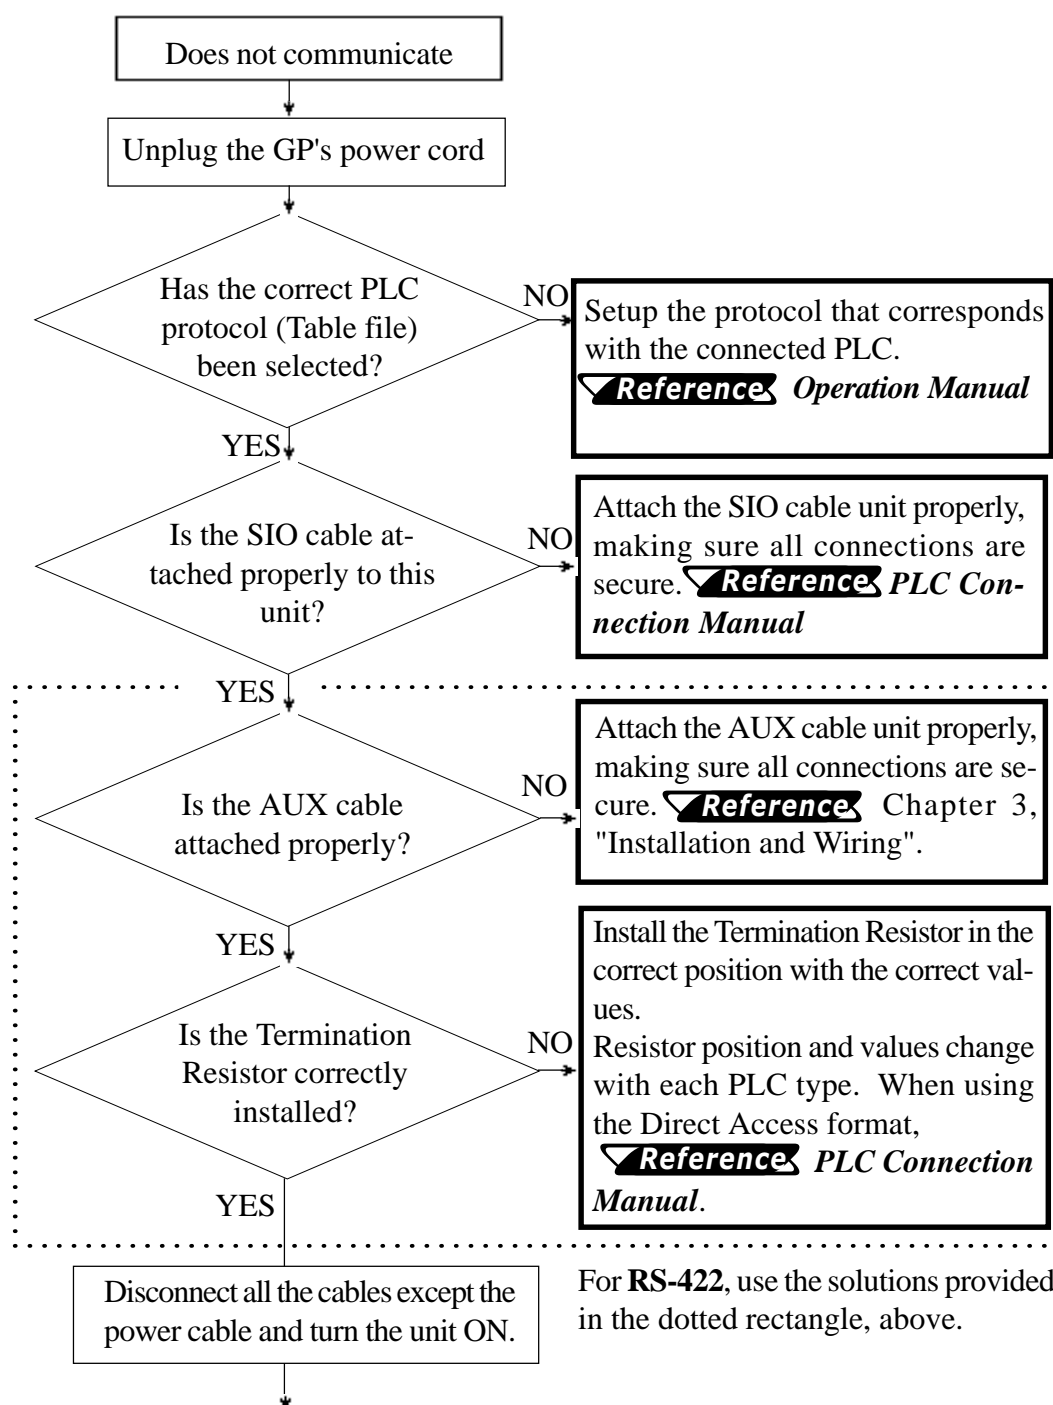 Does not communicate
Unplug the GP's power cord
Has the correct PLC
protocol (Table file)
been selected?
NO
Setup the protocol that corresponds
with the connected PLC.
Reference Operation Manual
YES
Is the SIO cable at-
tached properly to this
unit?
NO
Attach the SIO cable unit properly,
making sure all connections are
secure. Reference PLC Con-
nection Manual
YES
Is the AUX cable
attached properly?
NO
Attach the AUX cable unit properly,
making sure all connections are se-
cure. Reference Chapter 3,
"Installation and Wiring".
YES
Is the Termination
Resistor correctly
installed?
NO
Install the Termination Resistor in the
correct position with the correct val-
ues.
Resistor position and values change
with each PLC type. When using
the Direct Access format,
Reference PLC Connection
Manual.
YES
Disconnect all the cables except the
power cable and turn the unit ON.
For RS-422, use the solutions provided
in the dotted rectangle, above.